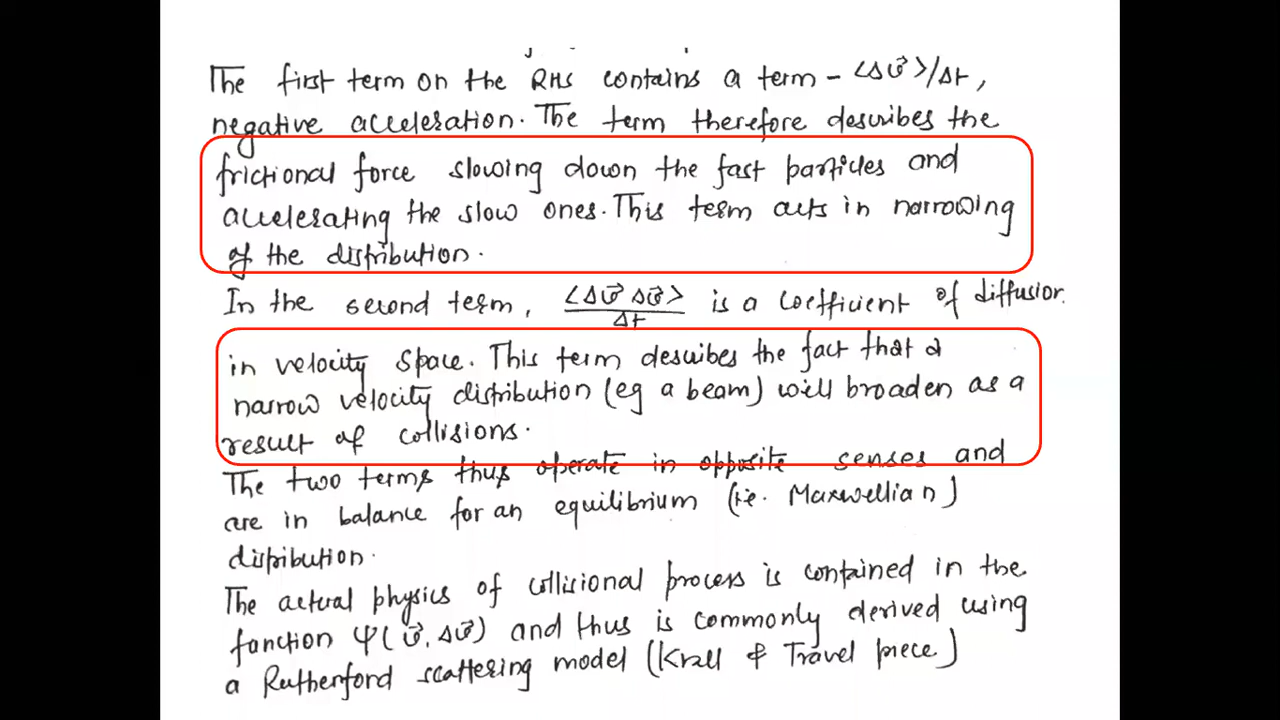 The first term on the RHS contains a term - <Δv⃗>/Δt,
negative acceleration. The term therefore describes the
frictional force slowing down the fast particles and
accelerating the slow ones. This term acts in narrowing
of the distribution.
In the second term, <Δv⃗ Δv⃗>/Δt is a coefficient of diffusion
in velocity space. This term describes the fact that a
narrow velocity distribution (eg a beam) will broaden as a
result of collisions.
The two terms thus operate in opposite senses and
are in balance for an equilibrium (i.e. Maxwellian)
distribution.
The actual physics of collisional process is contained in the
fonction ψ(v⃗, Δv⃗) and thus is commonly derived using
a Rutherford scattering model (Krall & Travel piece)